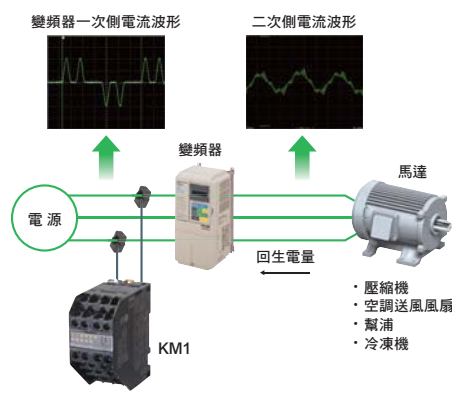 變頻器一次側電流波形
二次側電流波形
變頻器
馬達
電源
回生電量
・壓縮機
・空調送風風扇
・幫浦
・冷凍機
KM1